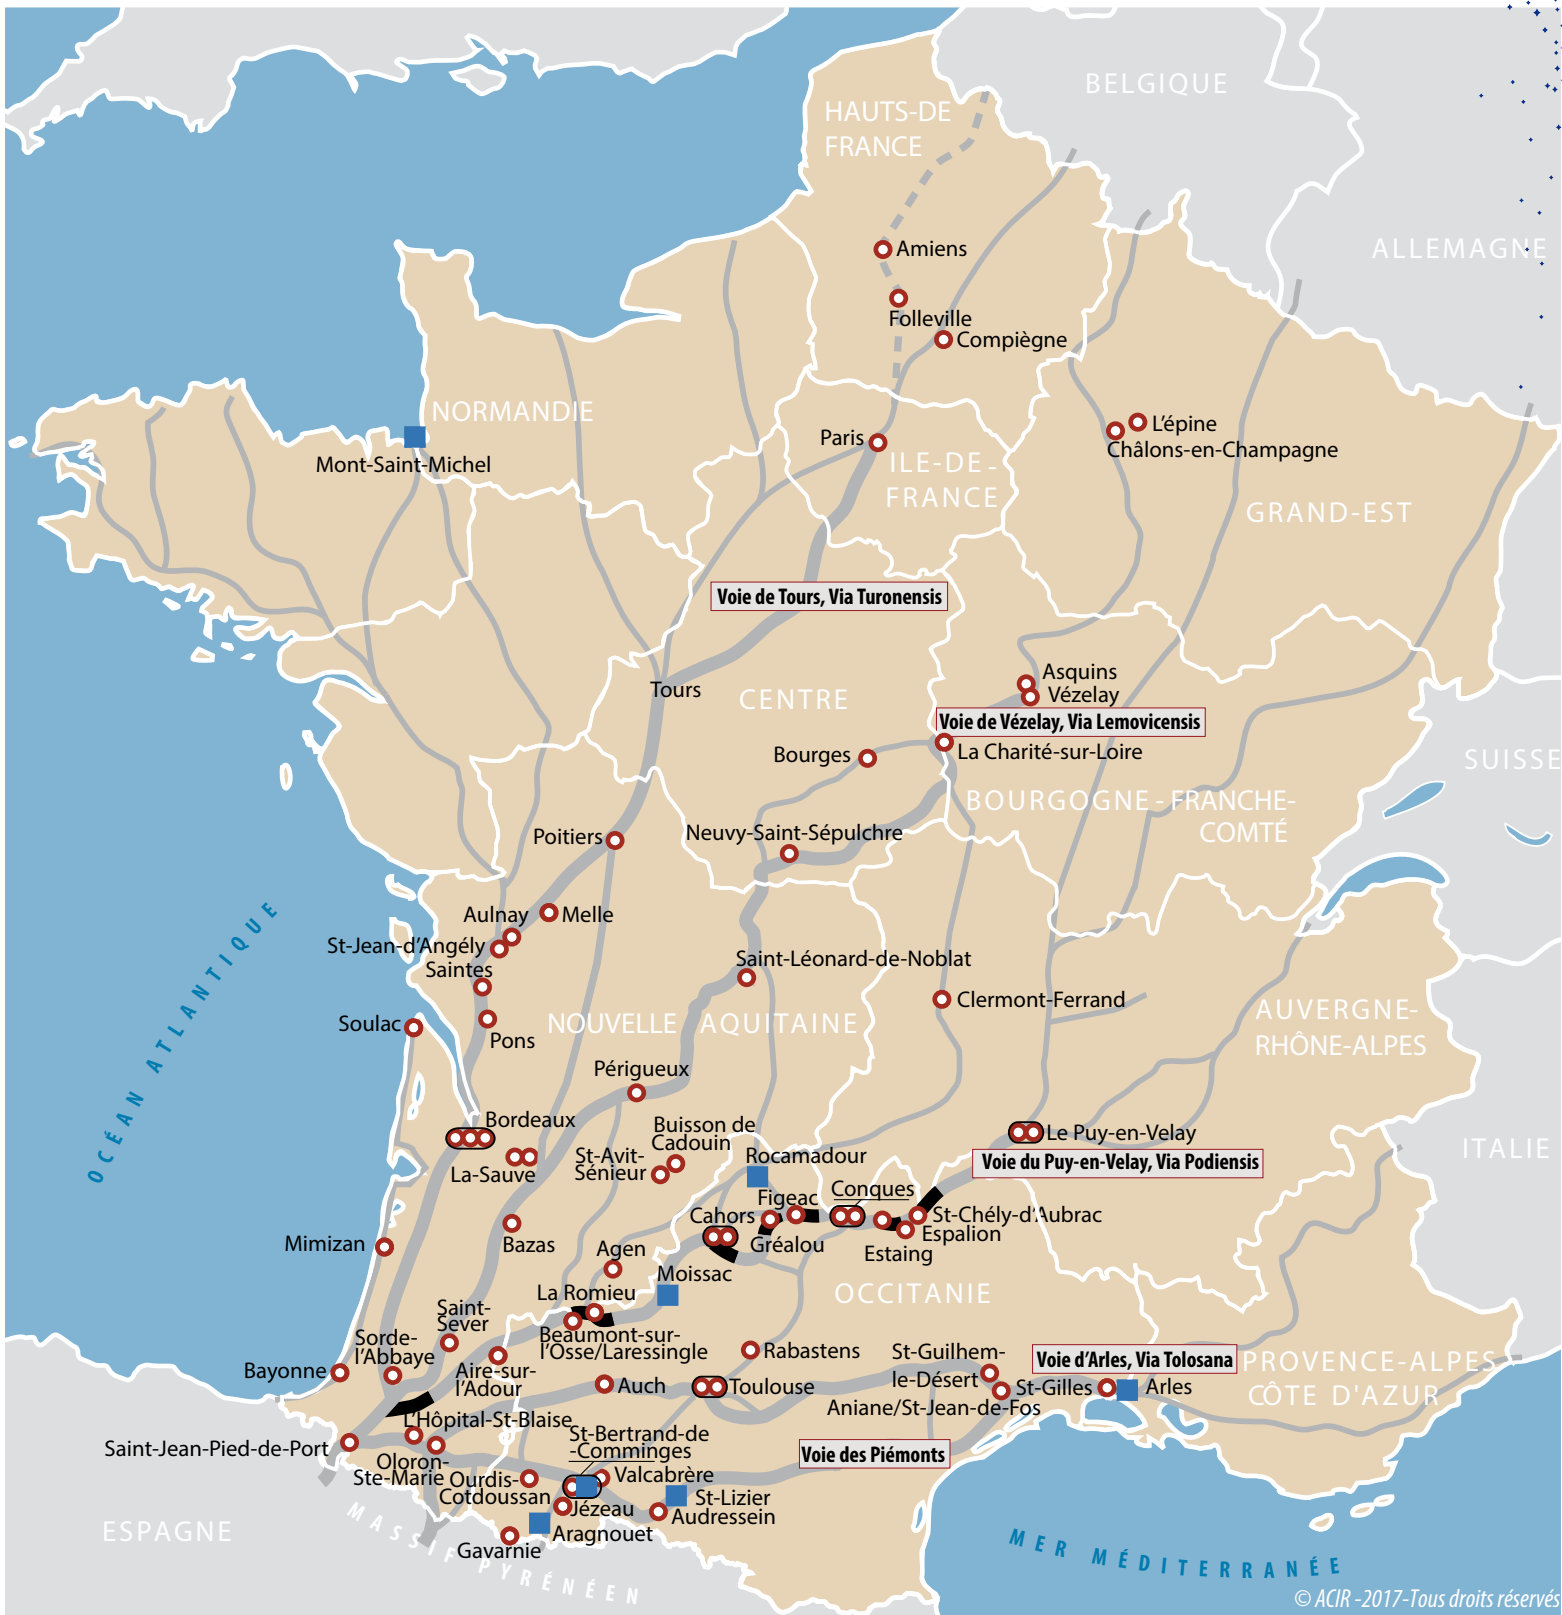 BELGIQUE
HAUTS-DE
FRANCE
ALLEMAGNE
Amiens
Folleville
Compiègne
NORMANDIE
Mont-Saint-Michel
Paris
ILE-DE-
FRANCE
L'épine
Châlons-en-Champagne
GRAND-EST
Voie de Tours, Via Turonensis
Tours
CENTRE
Asquins
Vézelay
Voie de Vézelay, Via Lemovicensis
La Charité-sur-Loire
Bourges
SUISSE
BOURGOGNE - FRANCHE-
COMTÉ
Poitiers
Neuvy-Saint-Sépulchre
OCÉAN ATLANTIQUE
Aulnay
Melle
St-Jean-d'Angély
Saintes
Saint-Léonard-de-Noblat
Clermont-Ferrand
Soulac
Pons
NOUVELLE AQUITAINE
AUVERGNE-
RHÔNE-ALPES
Périgueux
Bordeaux
Buisson de
Cadouin
Le Puy-en-Velay
ITALIE
La-Sauve
St-Avit-
Sénieur
Rocamadour
Voie du Puy-en-Velay, Via Podiensis
Figeac
Conques
Cahors
St-Chély-d'Aubrac
Espalion
Gréalou
Estaing
Mimizan
Bazas
Agen
Moissac
La Romieu
OCCITANIE
Saint-
Sever
Beaumont-sur-
l'Osse/Laressingle
Sorde-
l'Abbaye
Rabastens
St-Guilhem-
le-Désert
Voie d'Arles, Via Tolosana
PROVENCE-ALPES
CÔTE D'AZUR
Bayonne
Aire-sur-
l'Adour
Auch
Toulouse
St-Gilles
Arles
Aniane/St-Jean-de-Fos
L'Hôpital-St-Blaise
St-Bertrand-de
-Comminges
Saint-Jean-Pied-de-Port
Voie des Piémonts
Oloron-
Ste-Marie
Ourdis-
Cotdoussan
Valcabrère
St-Lizier
Jézeau
Audressein
Aragnouet
Gavarnie
ESPAGNE
MASSIF PYRÉNÉEN
MER MÉDITERRANÉE
© ACIR -2017-Tous droits réservés